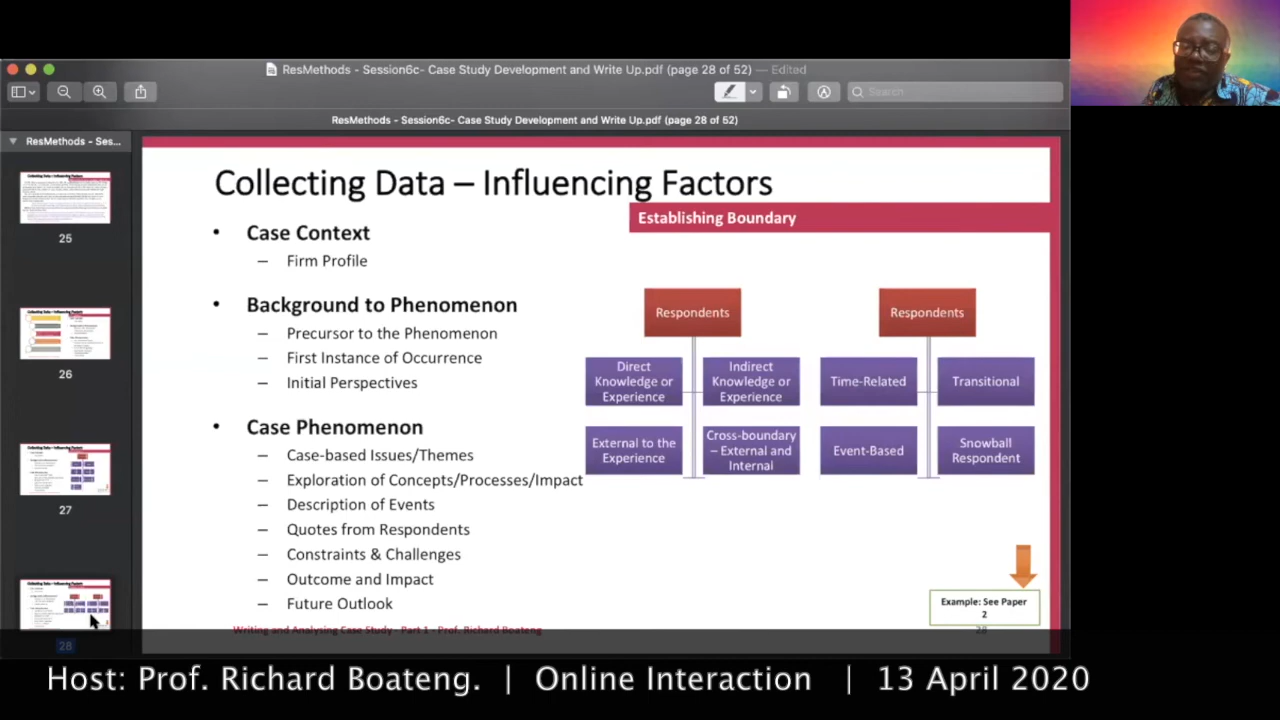 ResMethods - Session6c- Case Study Development and Write Up.pdf (page 28 of 52) — Edited
Search
ResMethods - Session6c- Case Study Development and Write Up.pdf (page 28 of 52)
ResMethods - Ses...
25
26
27
28
Collecting Data – Influencing Factors
Establishing Boundary
• Case Context
– Firm Profile
• Background to Phenomenon
– Precursor to the Phenomenon
– First Instance of Occurrence
– Initial Perspectives
• Case Phenomenon
– Case-based Issues/Themes
– Exploration of Concepts/Processes/Impact
– Description of Events
– Quotes from Respondents
– Constraints & Challenges
– Outcome and Impact
– Future Outlook
Respondents
Direct
Knowledge or
Experience
Indirect
Knowledge or
Experience
External to the
Experience
Cross-boundary
– External and
Internal
Respondents
Time-Related
Transitional
Event-Based
Snowball
Respondent
Example: See Paper
2
Writing and Analysing Case Study - Part 1 - Prof. Richard Boateng
28
Host: Prof. Richard Boateng. | Online Interaction | 13 April 2020